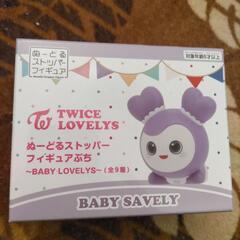 ぬーどる
ストッパー
フィギュア
対象年齢15才以上
TWICE
LOVELYS
ぬーどるストッパー
フィギュアぷち
~BABY LOVELYS~(全9種)
BABY SAVELY